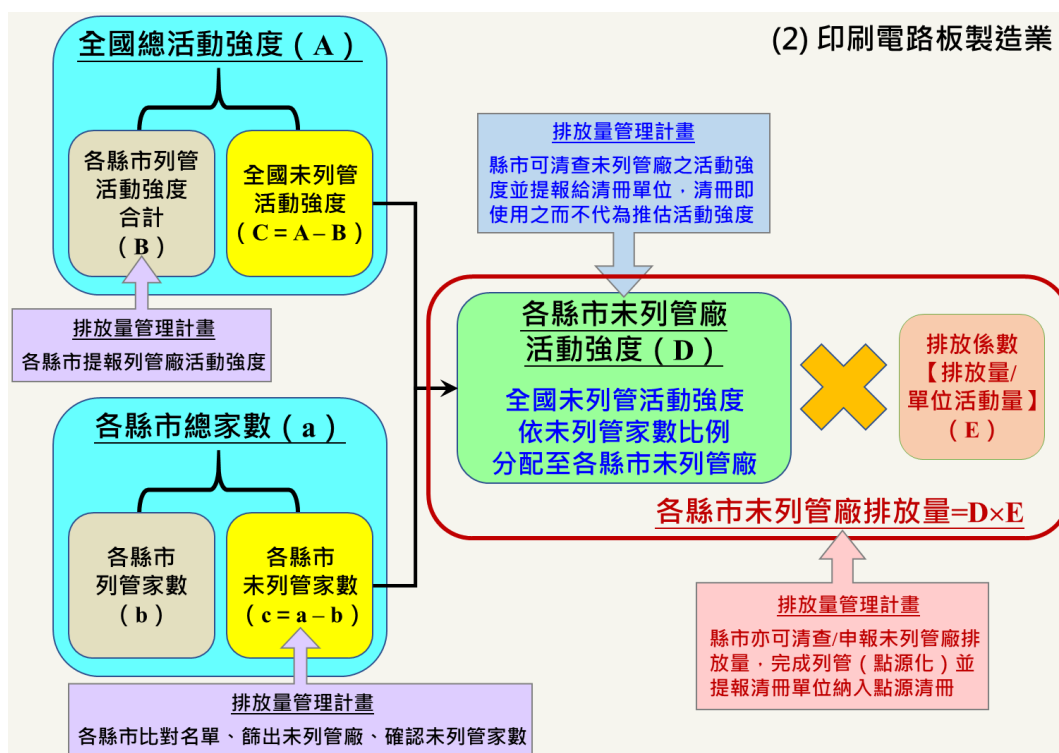 (2) 印刷電路板製造業
全國總活動強度（A）
各縣市列管
活動強度
合計
（B）
全國未列管
活動強度
（C = A – B）
排放量管理計畫
各縣市提報列管廠活動強度
各縣市總家數（a）
各縣市
列管家數
（b）
各縣市
未列管家數
（c = a – b）
排放量管理計畫
各縣市比對名單、篩出未列管廠、確認未列管家數
排放量管理計畫
縣市可清查未列管廠之活動強
度並提報給清冊單位，清冊即
使用之而不代為推估活動強度
各縣市未列管廠
活動強度（D）
全國未列管活動強度
依未列管家數比例
分配至各縣市未列管廠
排放係數
【排放量/
單位活動量】
（E）
各縣市未列管廠排放量=D×E
排放量管理計畫
縣市亦可清查/申報未列管廠排
放量，完成列管（點源化）並
提報清冊單位納入點源清冊